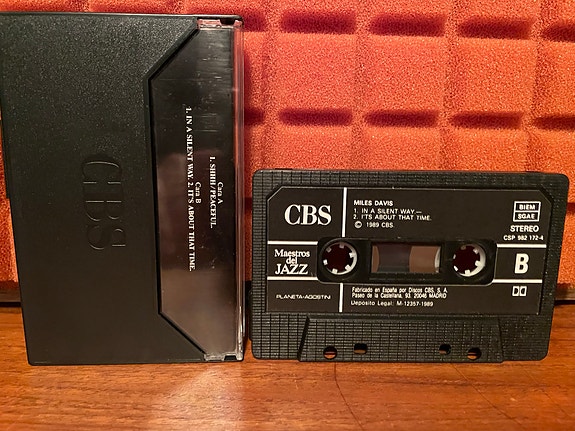 CBS
Cara A
1. SHHH/PEACEFUL.
Cara B
1. IN A SILENT WAY. 2. IT'S ABOUT THAT TIME.
CBS
MILES DAVIS
1. IN A SILENT WAY.—
2. IT'S ABOUT THAT TIME.
Ⓟ 1989 CBS.
BIEM
SGAE
STEREO
CSP 982 172-4
Maestros
del
JAZZ
B
PLANETA-AGOSTINI
Fabricado en España por Discos CBS, S. A.
Paseo de la Castellana, 93. 20046 MADRID
Deposito Legal: M-12357-1989